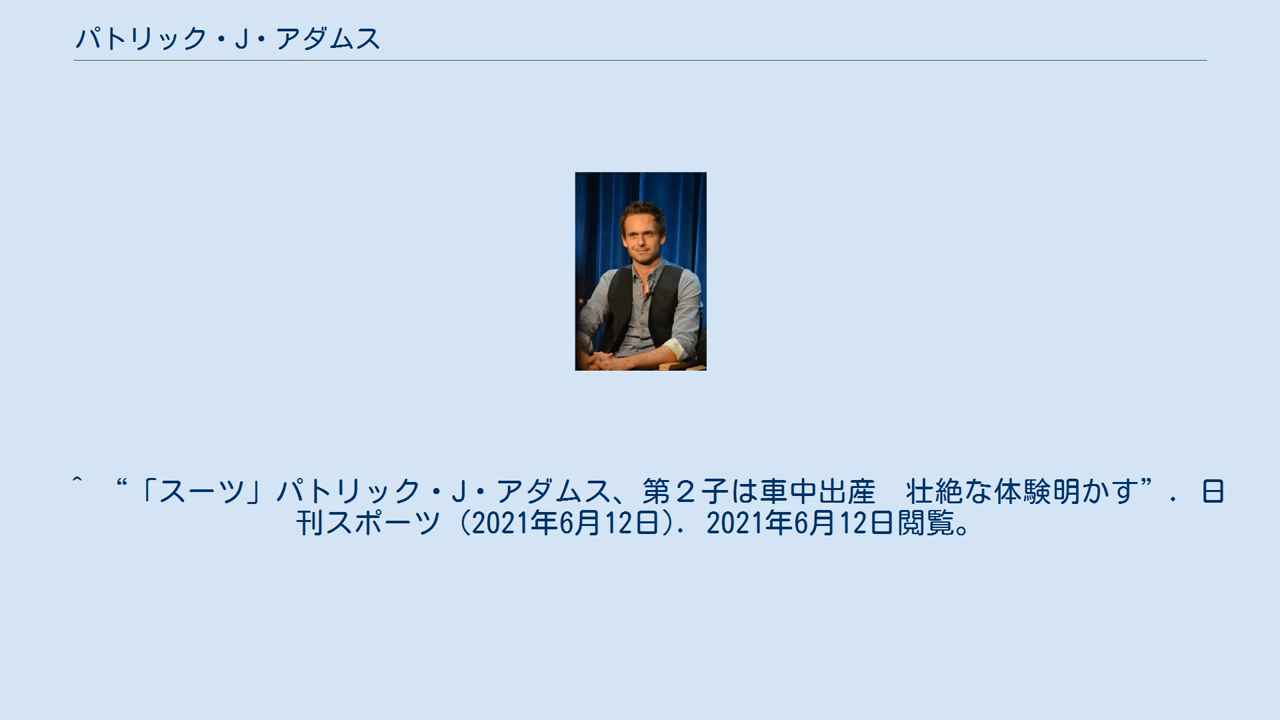 パトリック・J・アダムス
^ “「スーツ」パトリック・J・アダムス、第２子は車中出産　壮絶な体験明かす”. 日
刊スポーツ (2021年6月12日). 2021年6月12日閲覧。